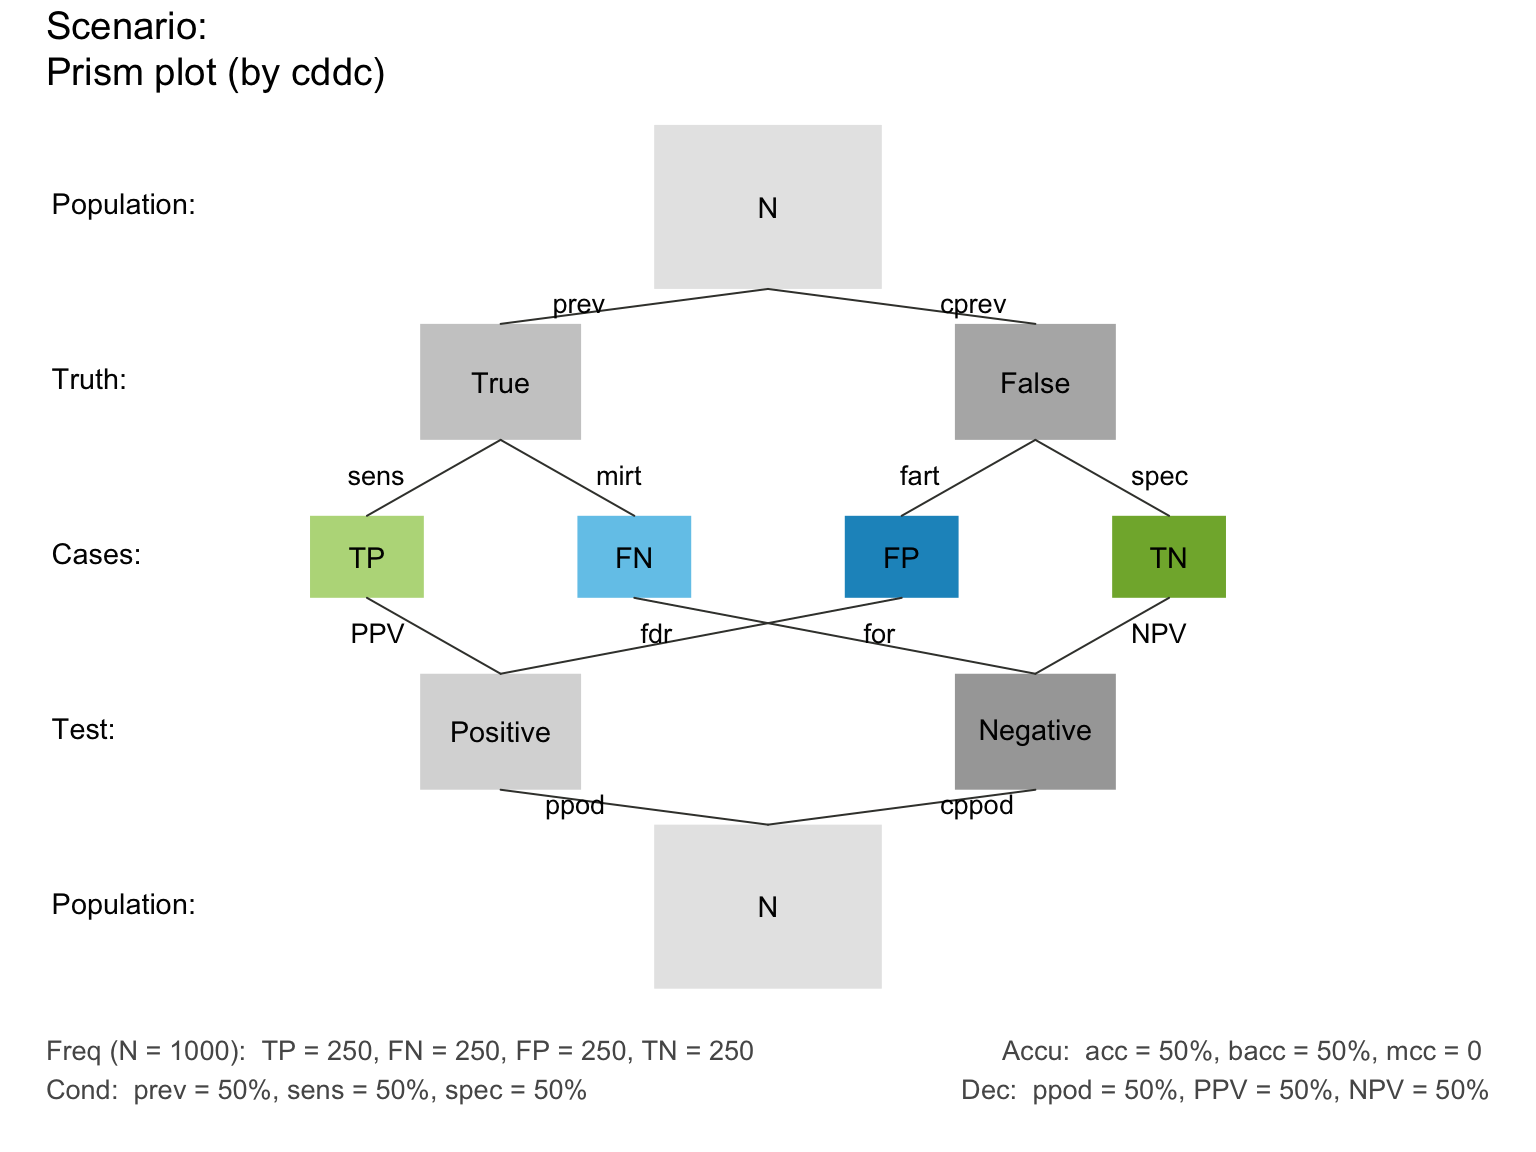 Scenario:
Prism plot (by cddc)
Population:
N
prev
cprev
Truth:
True
False
sens
mirt
fart
spec
Cases:
TP
FN
FP
TN
PPV
fdr
for
NPV
Test:
Positive
Negative
ppod
cppod
Population:
N
Freq (N = 1000): TP = 250, FN = 250, FP = 250, TN = 250
Accu: acc = 50%, bacc = 50%, mcc = 0
Cond: prev = 50%, sens = 50%, spec = 50%
Dec: ppod = 50%, PPV = 50%, NPV = 50%